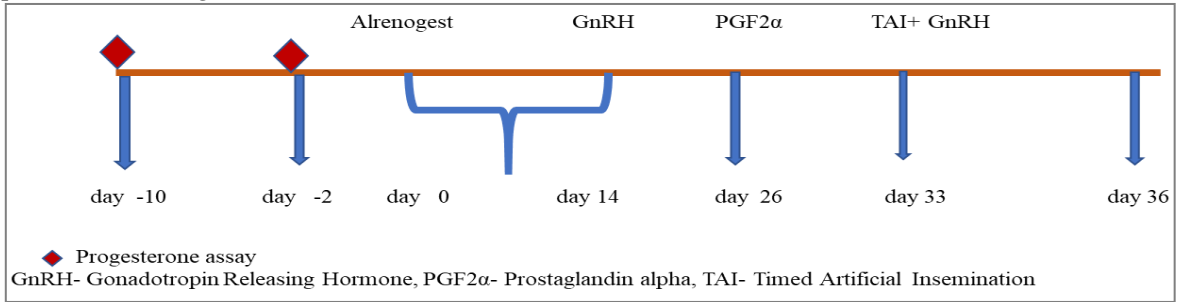 Alrenogest GnRH PGF2α TAI+ GnRH
day -10 day -2 day 0 day 14 day 26 day 33 day 36
Progesterone assay
GnRH- Gonadotropin Releasing Hormone, PGF2α- Prostaglandin alpha, TAI- Timed Artificial Insemination